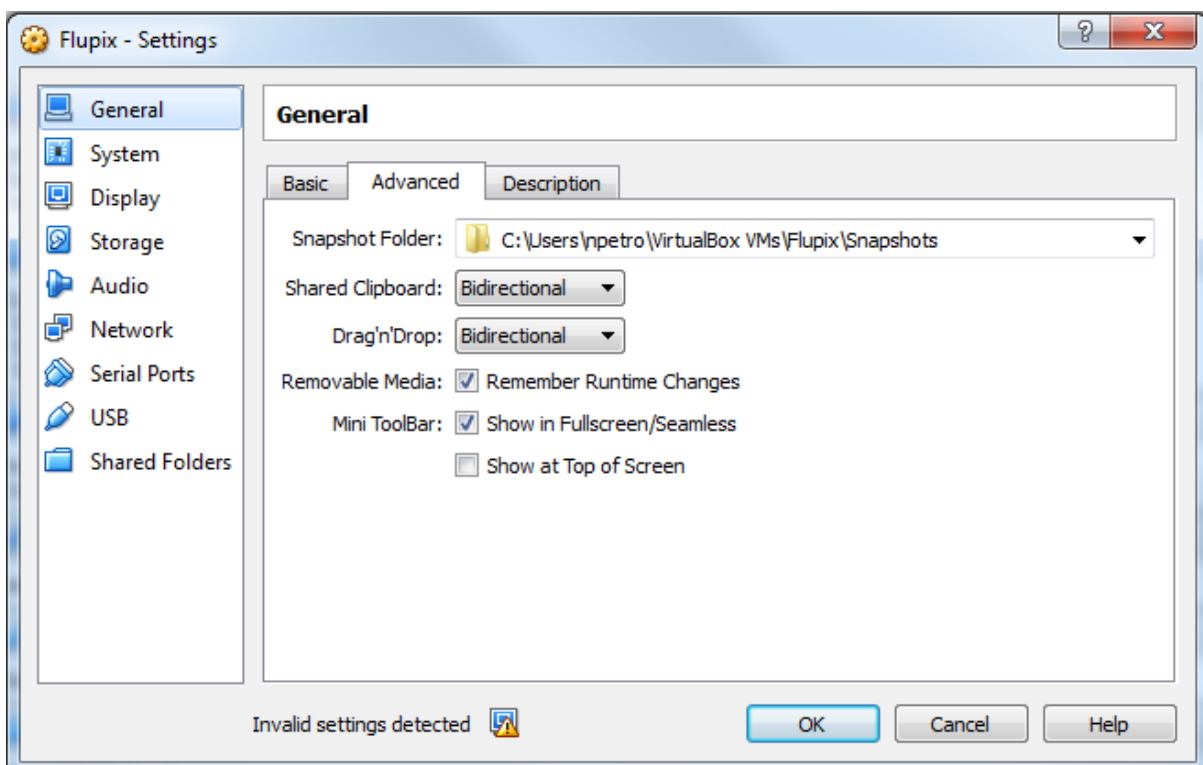 Flupix - Settings
General
System
Display
Storage
Audio
Network
Serial Ports
USB
Shared Folders
General
Basic Advanced Description
Snapshot Folder: C:\Users\npetro\VirtualBox VMs\Flupix\Snapshots
Shared Clipboard: Bidirectional
Drag'n'Drop: Bidirectional
Removable Media: Remember Runtime Changes
Mini ToolBar: Show in Fullscreen/Seamless
Show at Top of Screen
Invalid settings detected OK Cancel Help